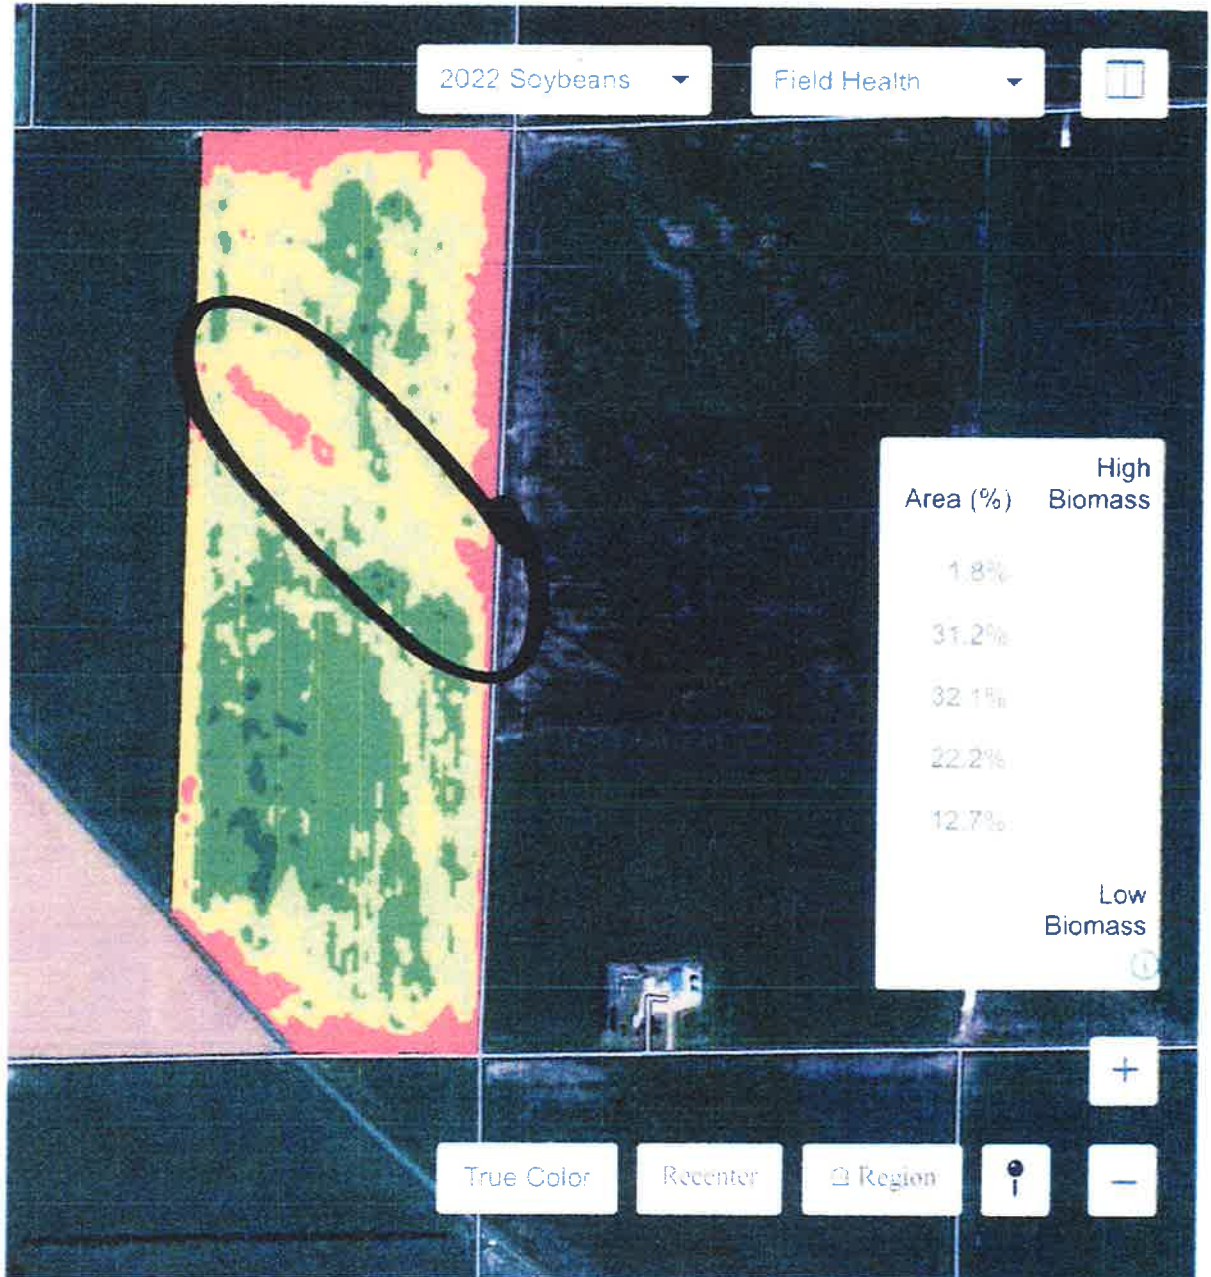 2022 Soybeans
Field Health
High
Area (%) Biomass
1.8%
31.2%
32.1%
22.2%
12.7%
Low
Biomass
+
True Color
Recenter
Region
−